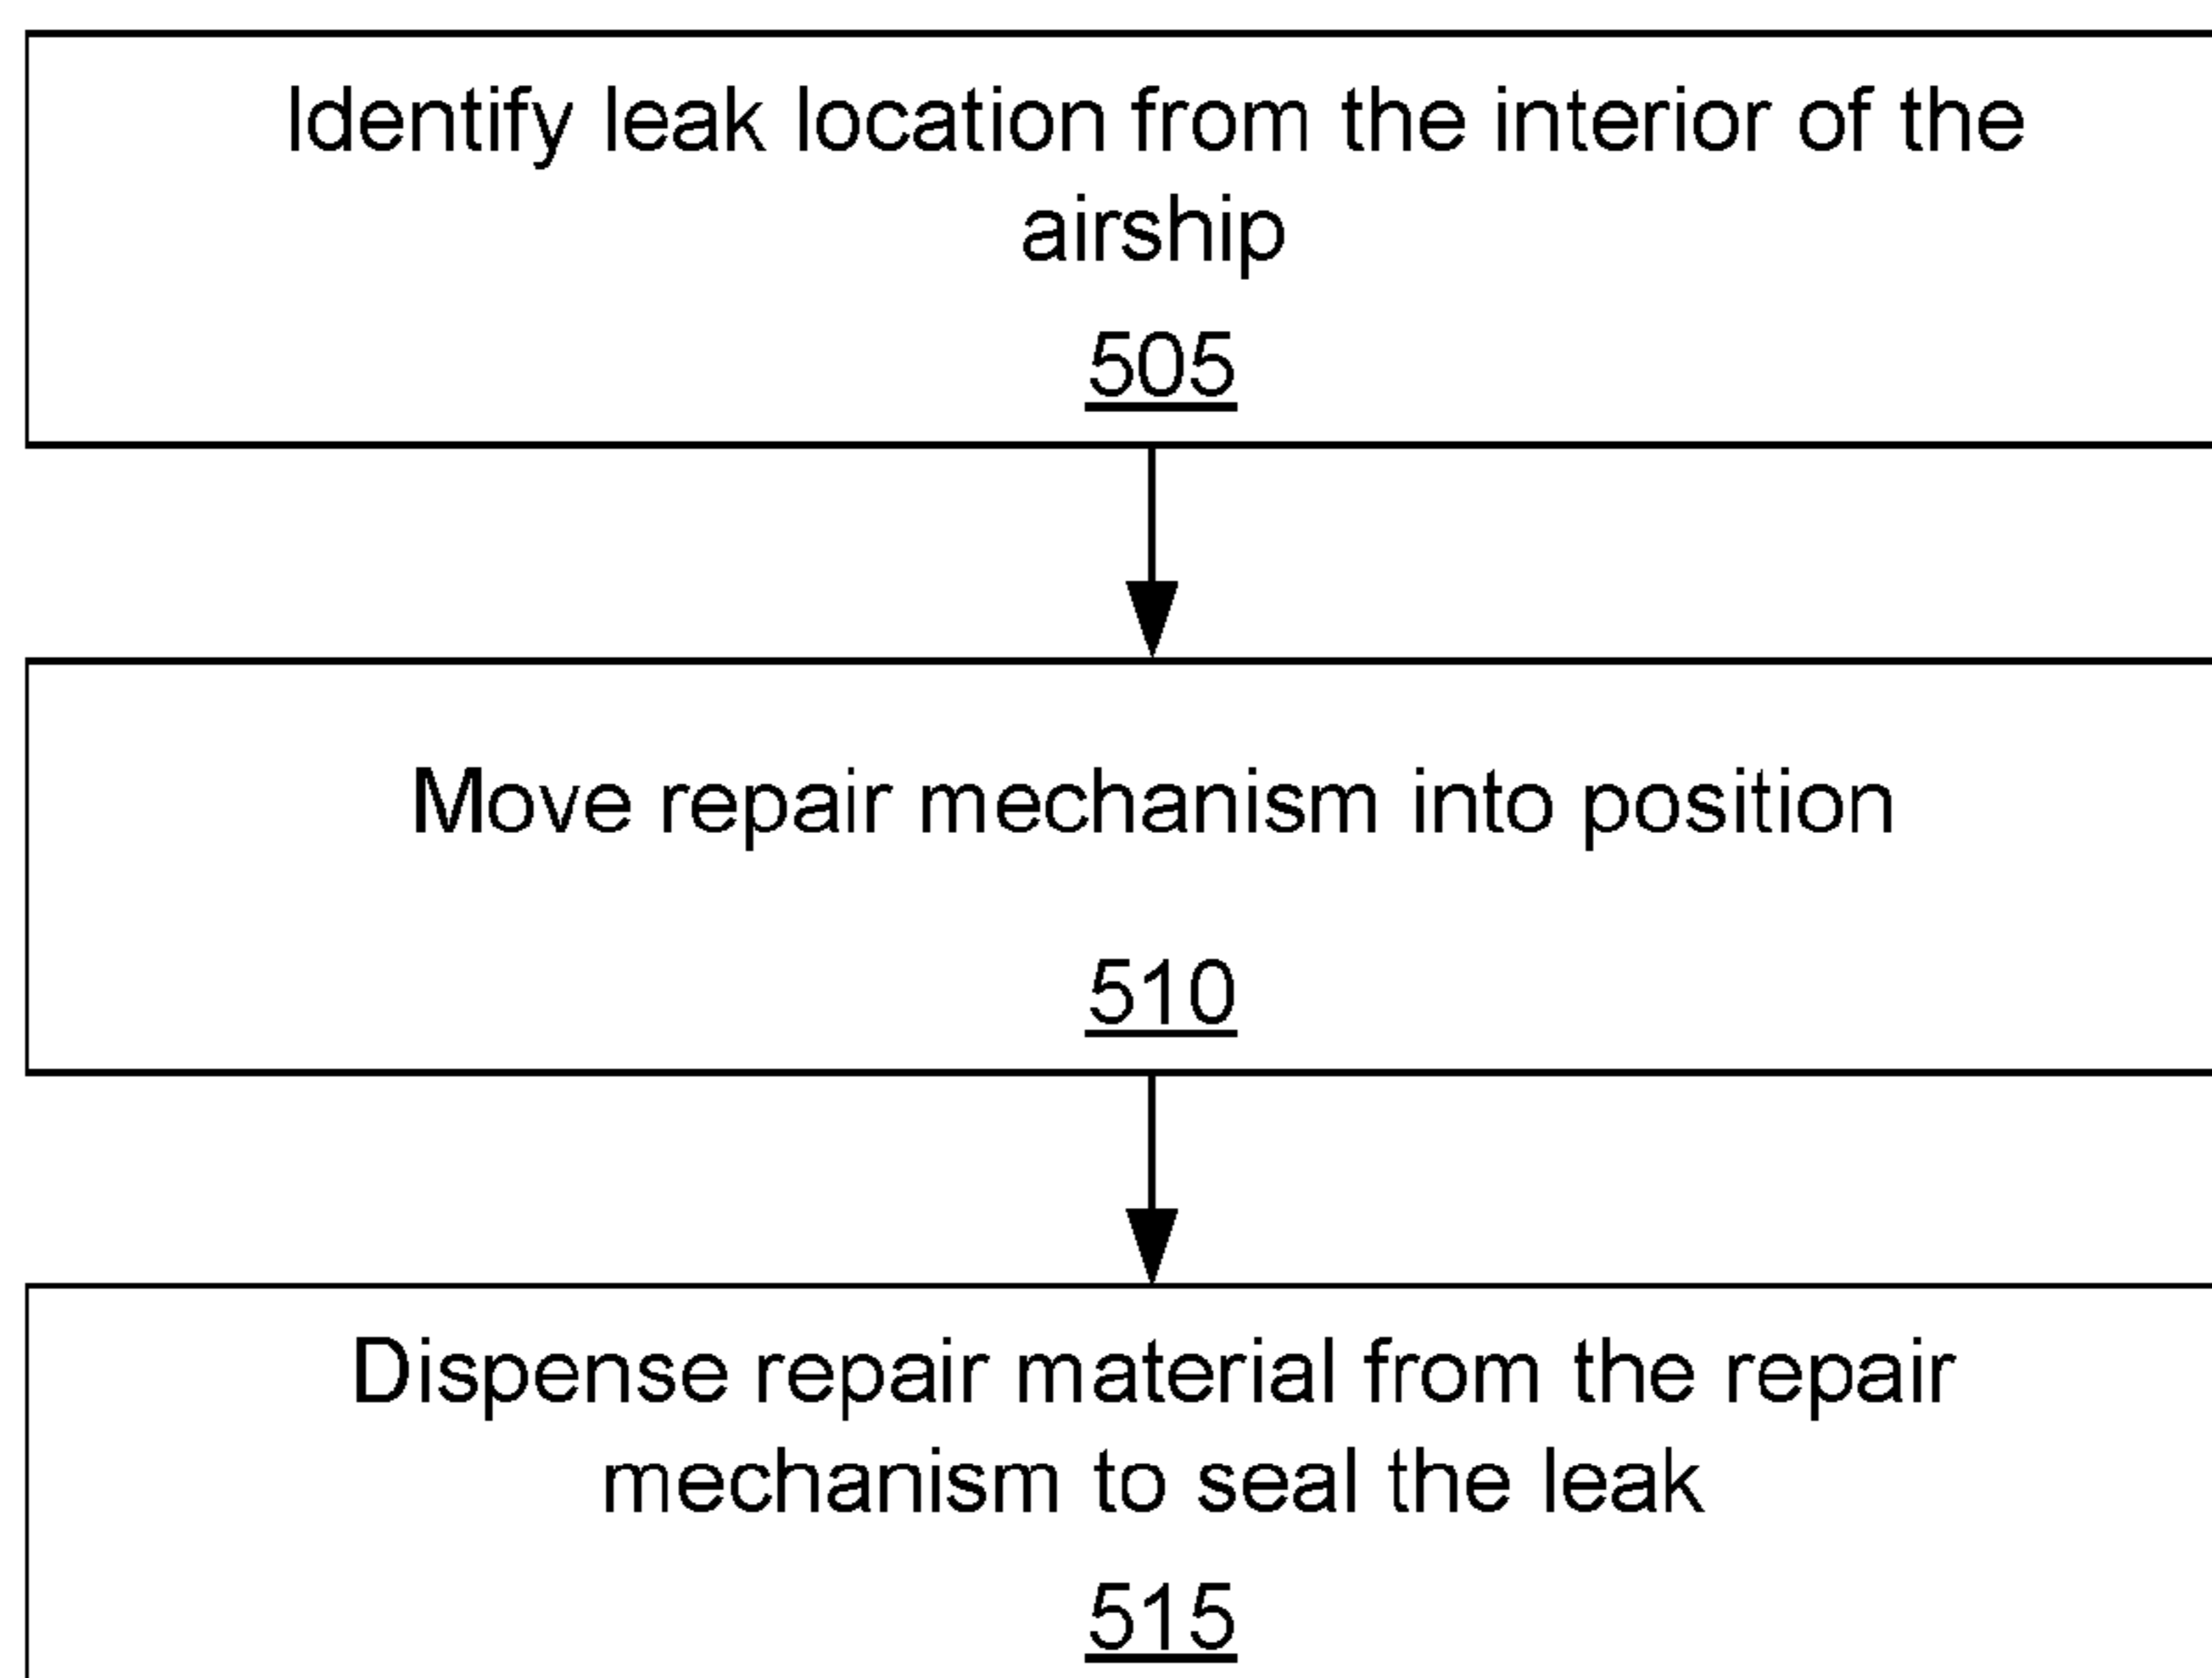 Identify leak location from the interior of the
airship
505
Move repair mechanism into position
510
Dispense repair material from the repair
mechanism to seal the leak
515